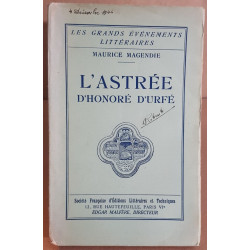 LES GRANDS ÉVÉNEMENTS
LITTÉRAIRES
MAURICE MAGENDIE
L'ASTRÉE
D'HONORÉ D'URFÉ
Société Française d'Éditions Littéraires et Techniques
12, RUE HAUTEFEUILLE, PARIS VIe
EDGAR MALFÈRE, DIRECTEUR